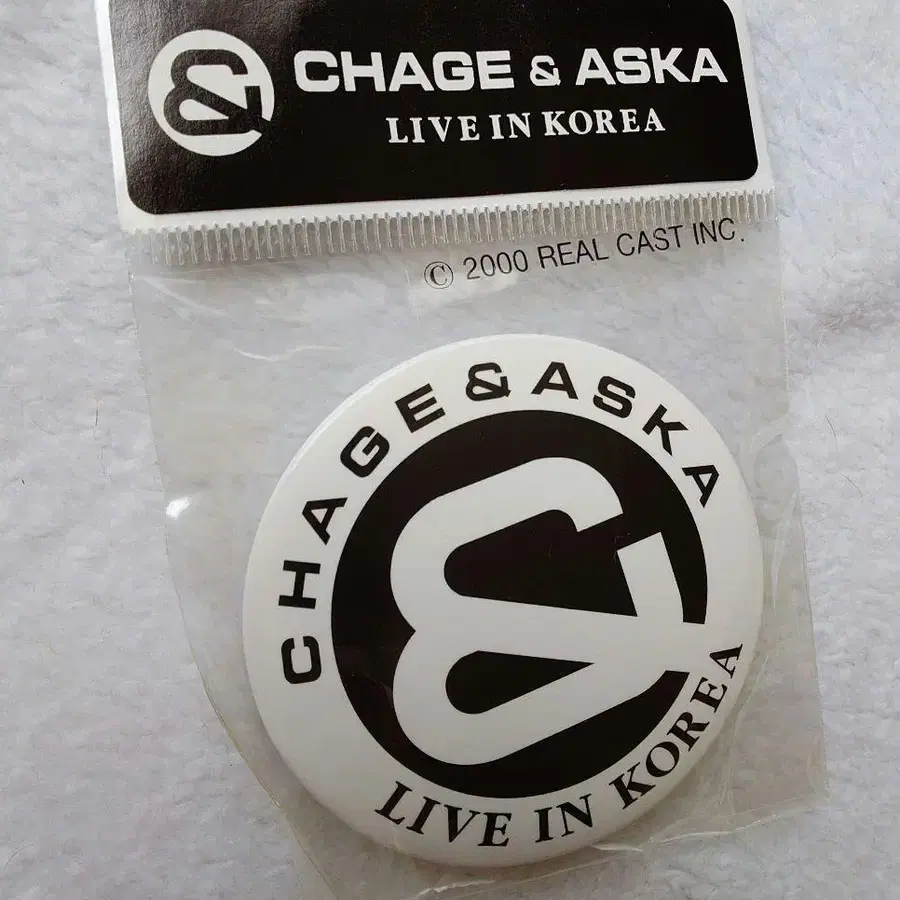 & CHAGE & ASKA
LIVE IN KOREA
© 2000 REAL CAST INC.
CHAGE & ASKA
&
LIVE IN KOREA